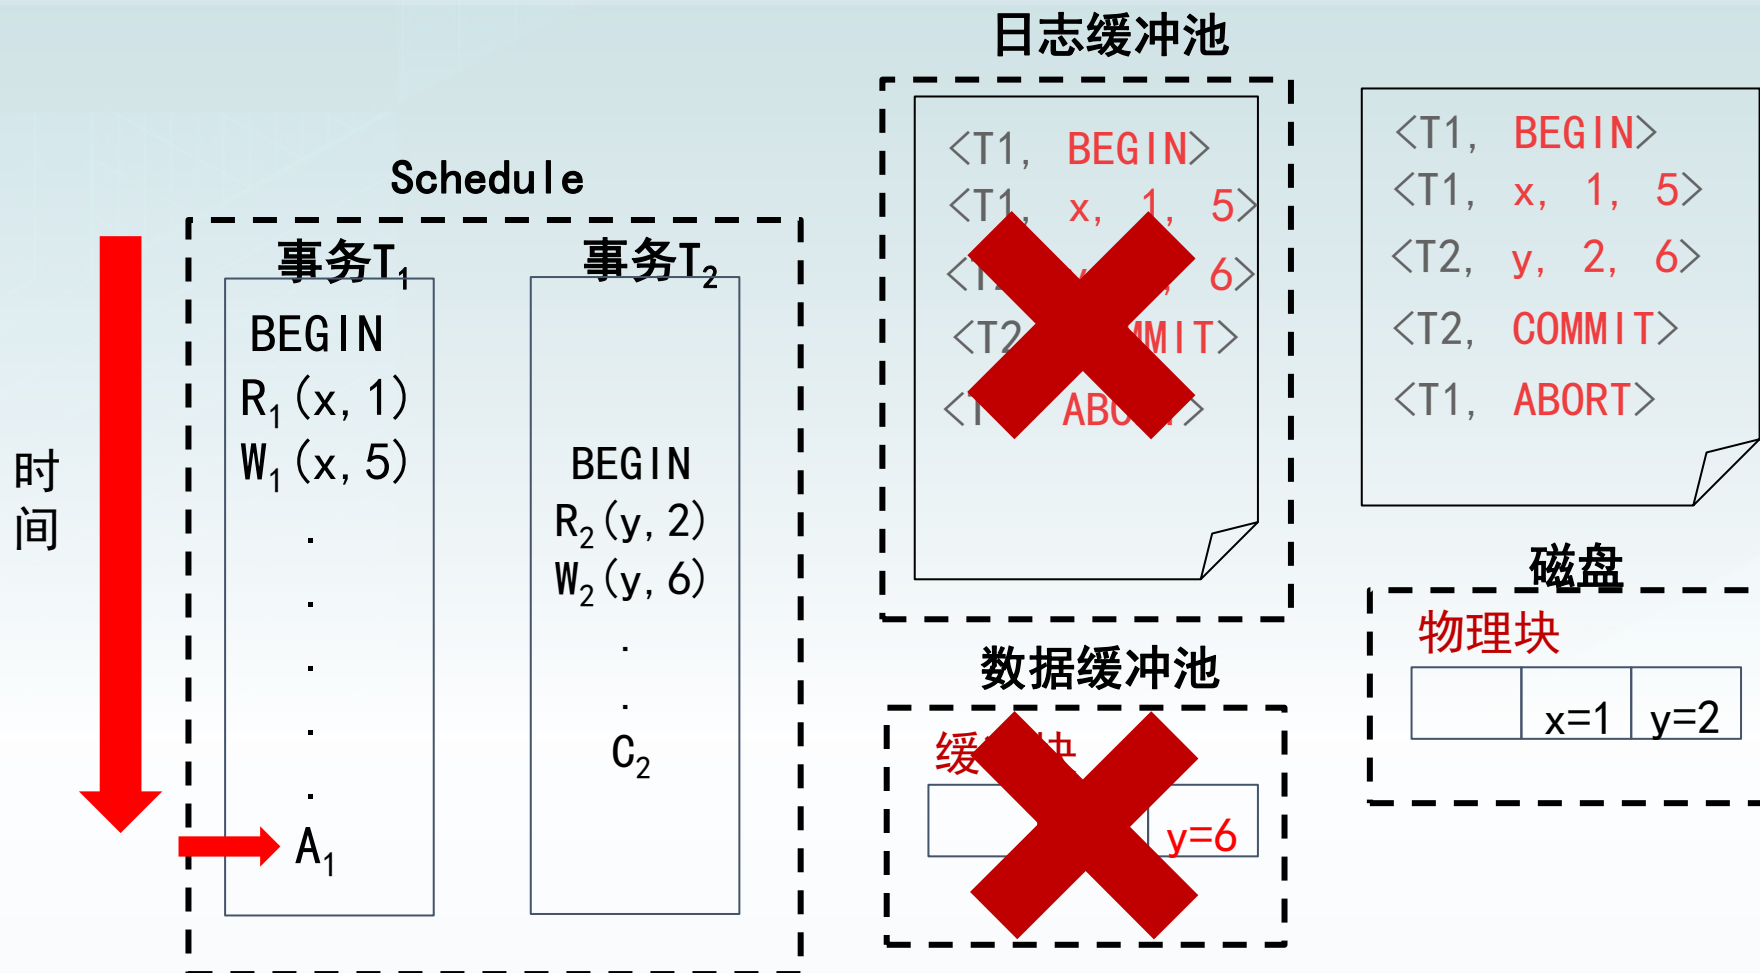 Schedule
时间
事务T₁
BEGIN
R₁(x,1)
W₁(x,5)
.
.
.
.
.
A₁
事务T₂
BEGIN
R₂(y,2)
W₂(y,6)
.
.
C₂
日志缓冲池
<T1, BEGIN>
<T1, x, 1, 5>
6>
<T2
MIT>
数据缓冲池
y=6
<T1, BEGIN>
<T1, x, 1, 5>
<T2, y, 2, 6>
<T2, COMMIT>
<T1, ABORT>
磁盘
物理块
x=1 y=2